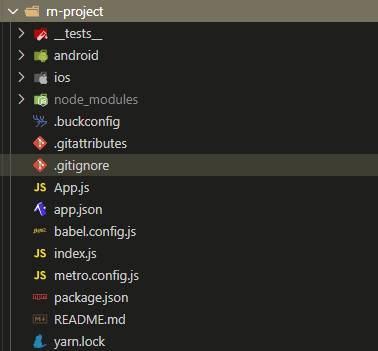 rn-project
__tests__
android
ios
node_modules
.buckconfig
.gitattributes
.gitignore
JS App.js
app.json
babel.config.js
JS index.js
JS metro.config.js
package.json
README.md
yarn.lock